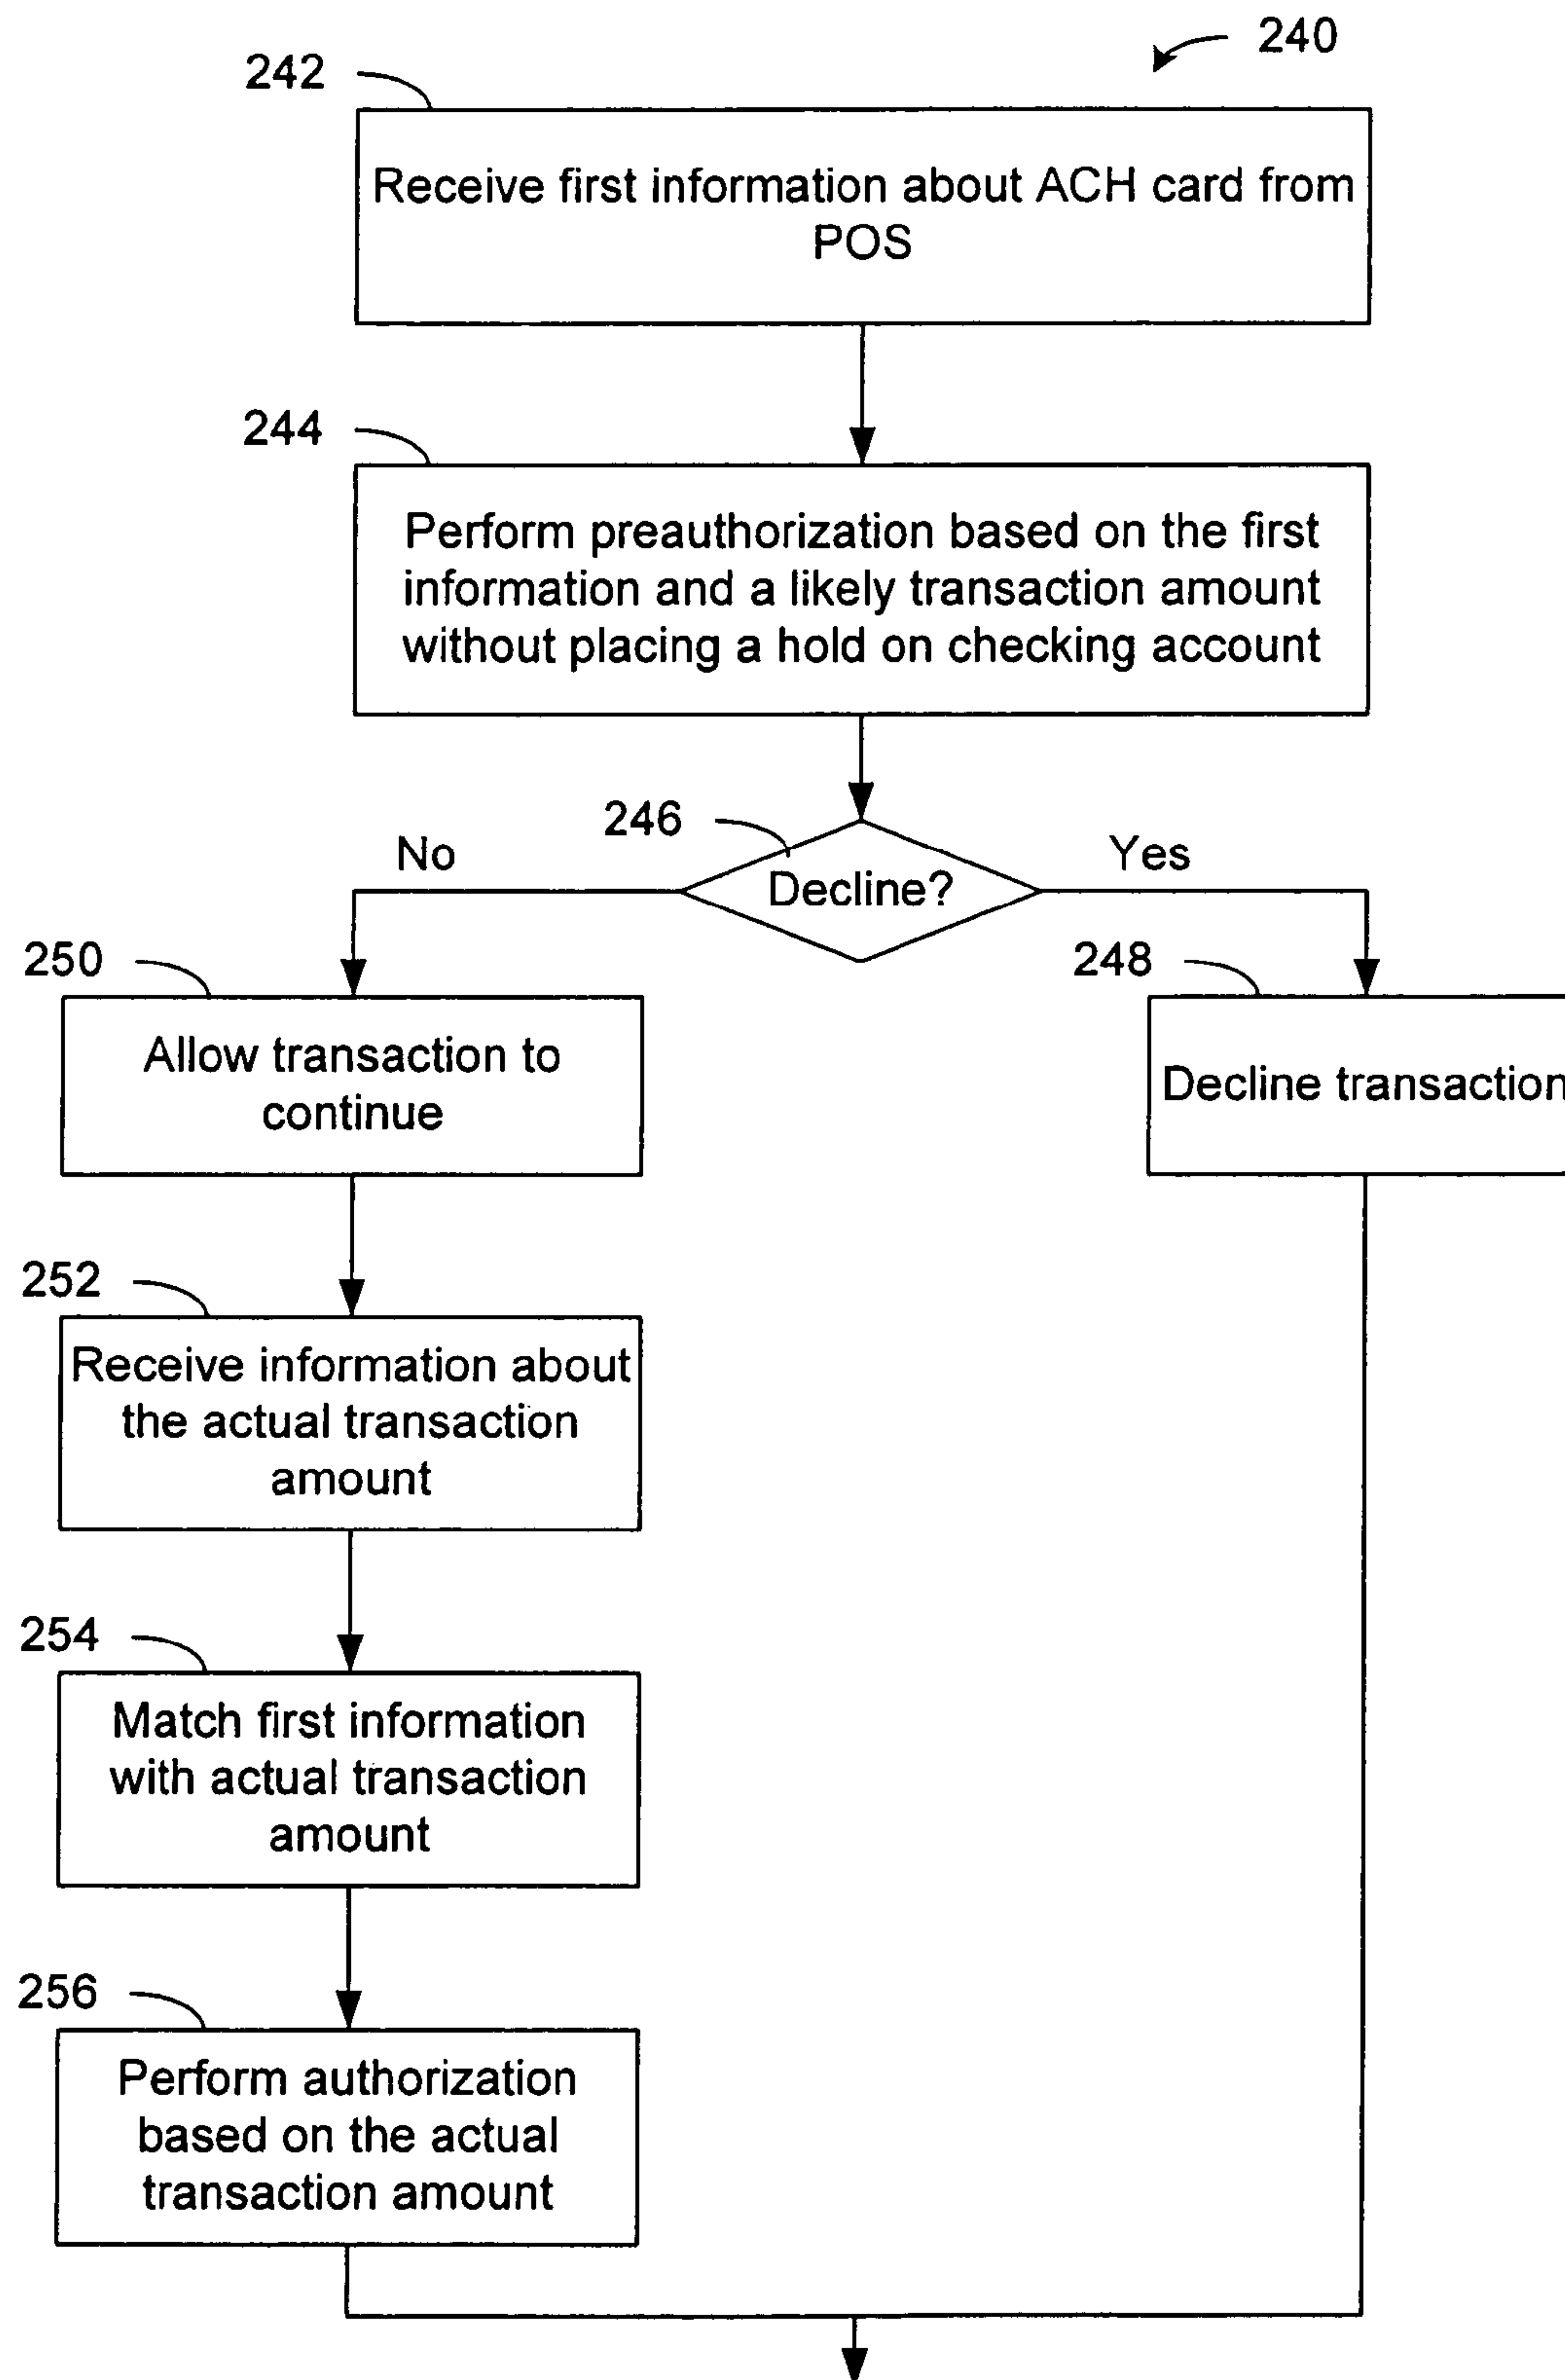 240
242
Receive first information about ACH card from
POS
244
Perform preauthorization based on the first
information and a likely transaction amount
without placing a hold on checking account
246
No
Decline?
Yes
250
248
Allow transaction to
continue
Decline transaction
252
Receive information about
the actual transaction
amount
254
Match first information
with actual transaction
amount
256
Perform authorization
based on the actual
transaction amount